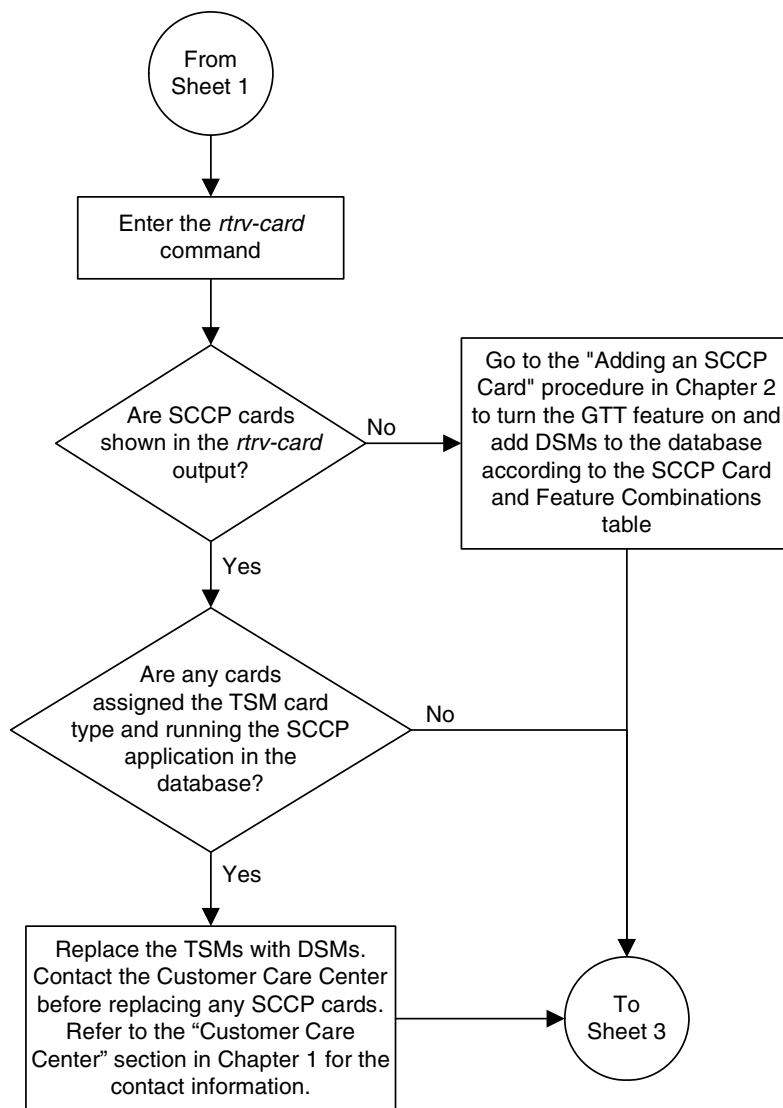 From
Sheet 1
Enter the rtrv-card
command
Are SCCP cards
shown in the rtrv-card
output?
No
Go to the "Adding an SCCP
Card" procedure in Chapter 2
to turn the GTT feature on and
add DSMs to the database
according to the SCCP Card
and Feature Combinations
table
Yes
Are any cards
assigned the TSM card
type and running the SCCP
application in the
database?
No
Yes
Replace the TSMs with DSMs.
Contact the Customer Care Center
before replacing any SCCP cards.
Refer to the “Customer Care
Center” section in Chapter 1 for the
contact information.
To
Sheet 3